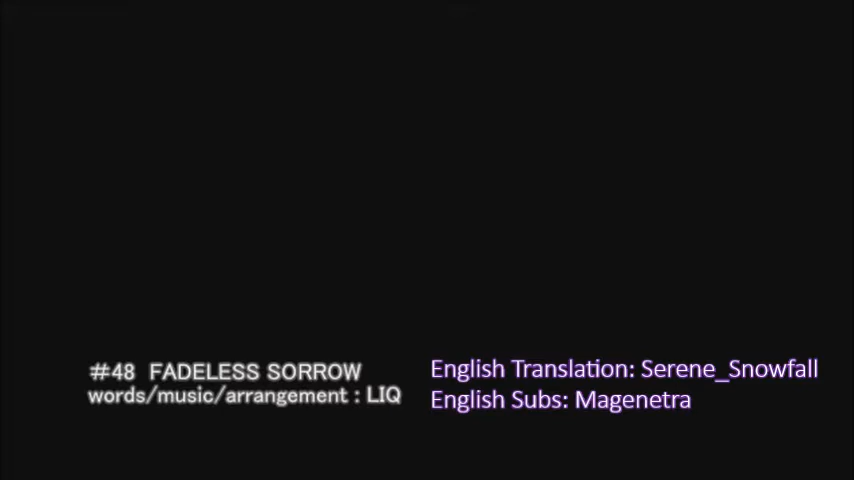 #48 FADELESS SORROW
words/music/arrangement : LIQ
English Translation: Serene_Snowfall
English Subs: Magenetra